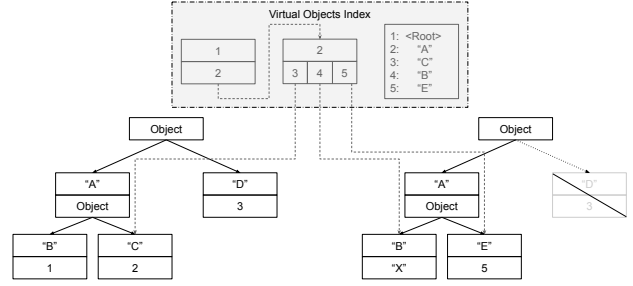 Virtual Objects Index
1
2
2
3 4 5
1: <Root>
2: "A"
3: "C"
4: "B"
5: "E"
Object
"A"
Object
"D"
3
"B"
1
"C"
2
Object
"A"
Object
"D"
3
"B"
"X"
"E"
5